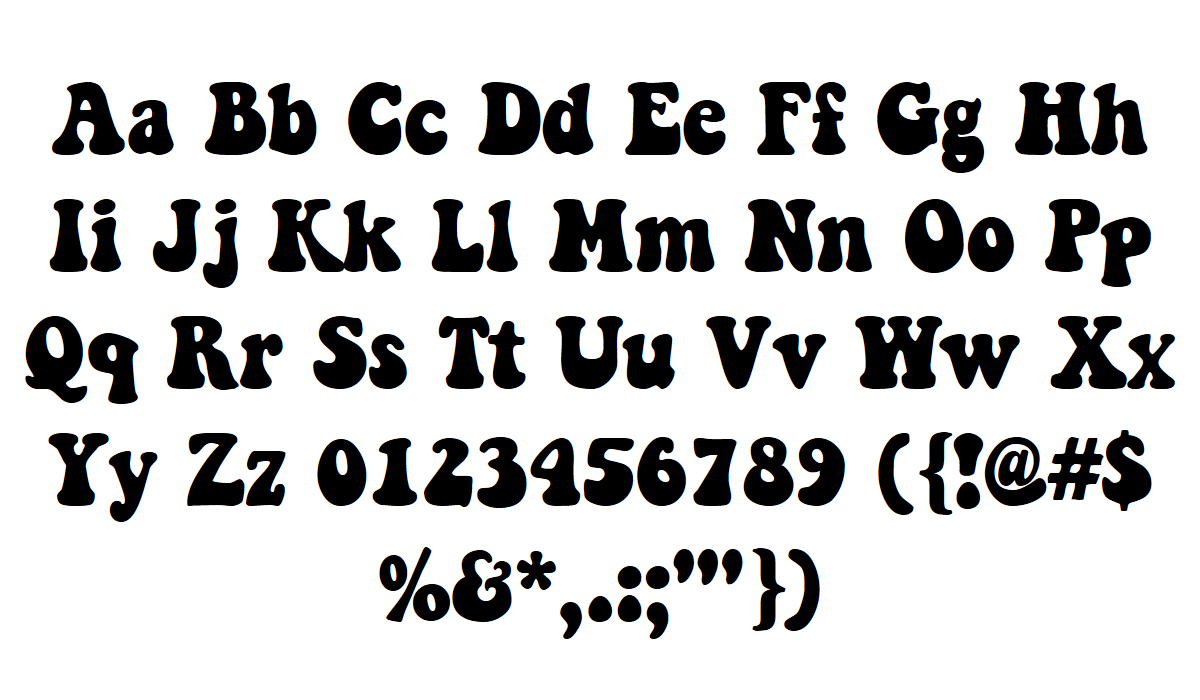 Aa Bb Cc Dd Ee Ff Gg Hh
Ii Jj Kk Ll Mm Nn Oo Pp
Qq Rr Ss Tt Uu Vv Ww Xx
Yy Zz 0123456789 ({!@#$
%&*,.:;”’})